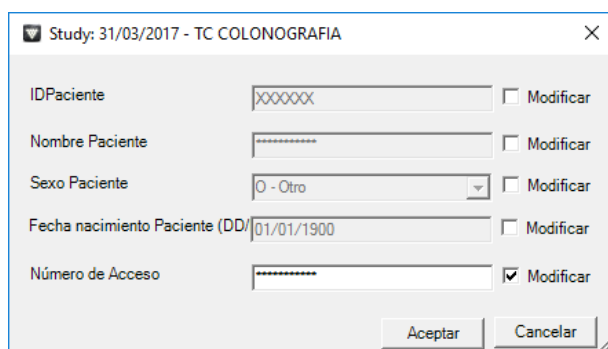 Study: 31/03/2017 - TC COLONOGRAFIA
IDPaciente XXXXXX Modificar
Nombre Paciente *********** Modificar
Sexo Paciente O - Otro Modificar
Fecha nacimiento Paciente (DD/ 01/01/1900 Modificar
Número de Acceso *********** Modificar
Aceptar Cancelar